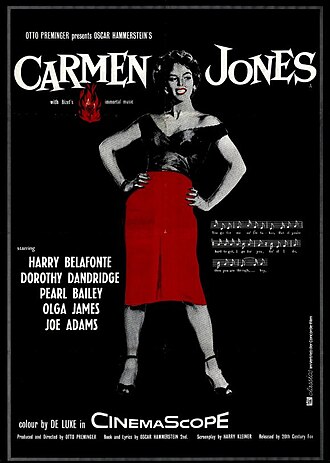 OTTO PREMINGER presents OSCAR HAMMERSTEIN'S
CARMEN JONES
with Bizet's immortal music
starring
HARRY BELAFONTE
DOROTHY DANDRIDGE
PEARL BAILEY
OLGA JAMES
JOE ADAMS
colour by DE LUXE in CINEMASCOPE
Produced and Directed by OTTO PREMINGER Book and Lyrics by OSCAR HAMMERSTEIN 2nd. Screenplay by HARRY KLEINER Released by 20th Century Fox